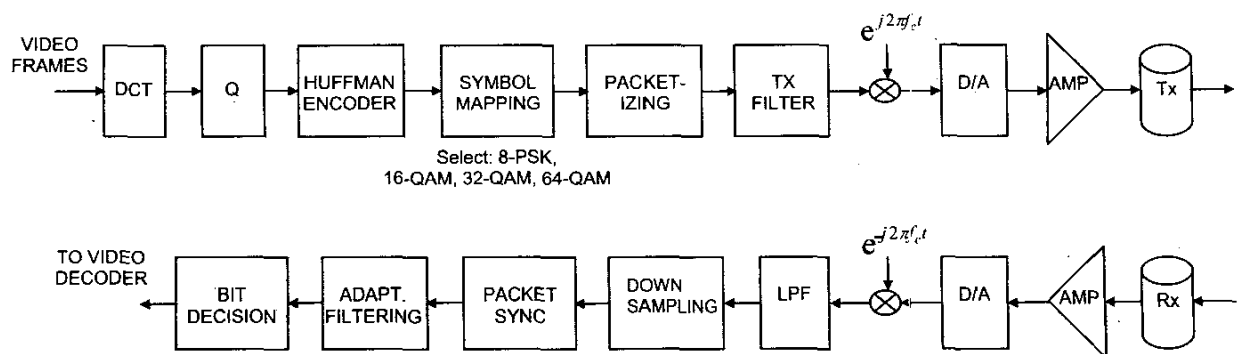 VIDEO
FRAMES
DCT
Q
HUFFMAN
ENCODER
SYMBOL
MAPPING
PACKET-
IZING
TX
FILTER
e^{j2πf_c t}
D/A
AMP
Tx
Select: 8-PSK,
16-QAM, 32-QAM, 64-QAM
TO VIDEO
DECODER
BIT
DECISION
ADAPT.
FILTERING
PACKET
SYNC
DOWN
SAMPLING
LPF
e^{-j2πf_c t}
D/A
AMP
Rx